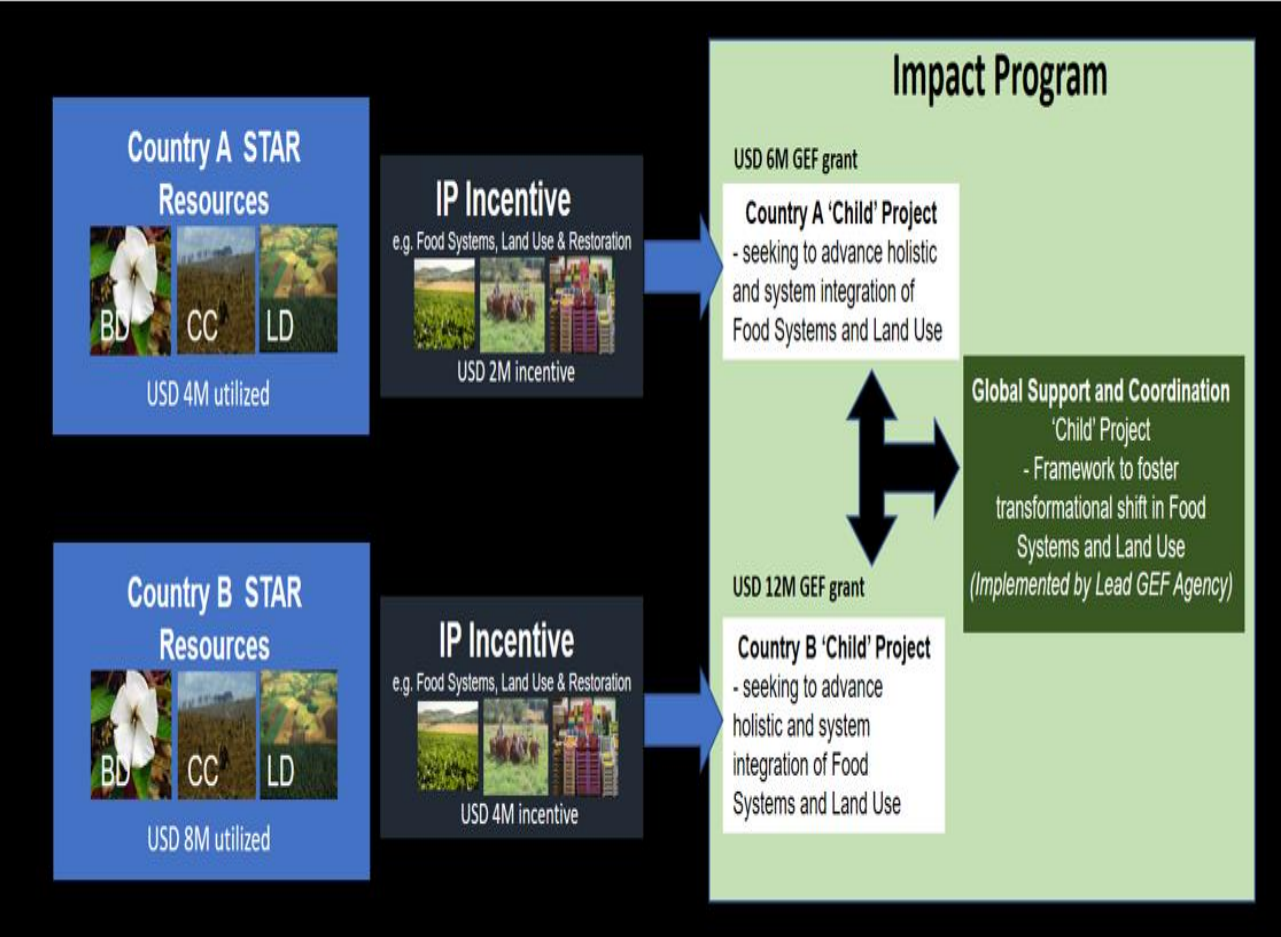 Impact Program
Country A  STAR
Resources
BD
CC
LD
USD 4M utilized
IP Incentive
e.g. Food Systems, Land Use & Restoration
USD 2M incentive
USD 6M GEF grant
Country A 'Child' Project
- seeking to advance holistic
and system integration of
Food Systems and Land Use
Global Support and Coordination
'Child' Project
- Framework to foster
transformational shift in Food
Systems and Land Use
(Implemented by Lead GEF Agency)
Country B  STAR
Resources
BD
CC
LD
USD 8M utilized
IP Incentive
e.g. Food Systems, Land Use & Restoration
USD 4M incentive
USD 12M GEF grant
Country B 'Child' Project
- seeking to advance
holistic and system
integration of Food
Systems and Land Use